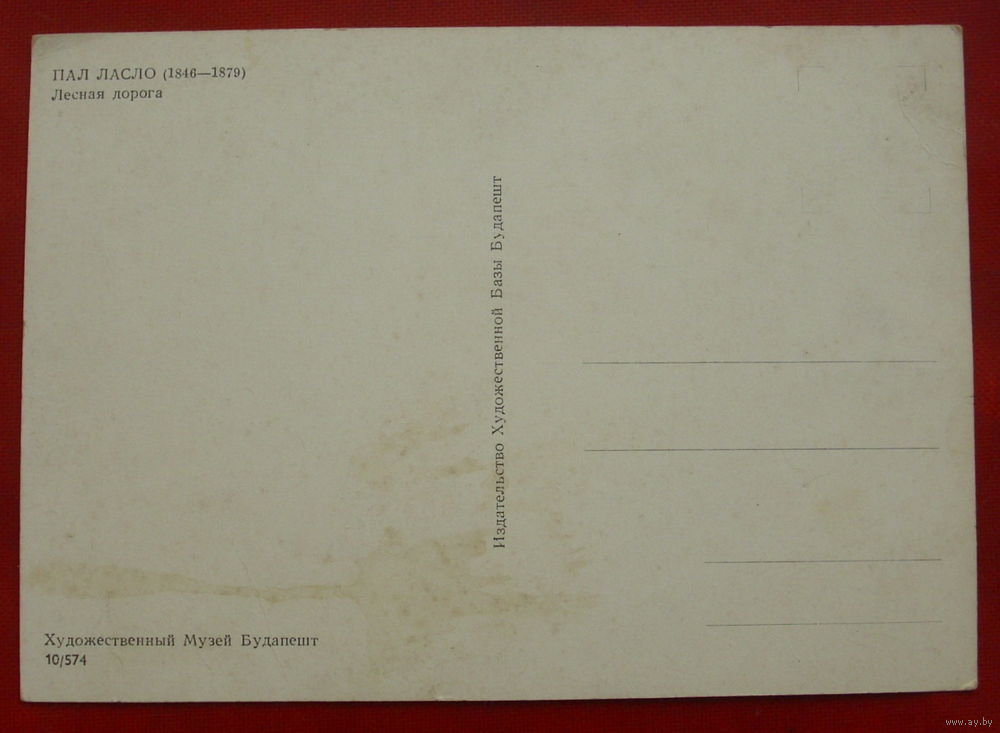 ПАЛ ЛАСЛО (1846—1879)
Лесная дорога
Издательство Художественной Базы Будапешт
Художественный Музей Будапешт
10/574
www.ay.by